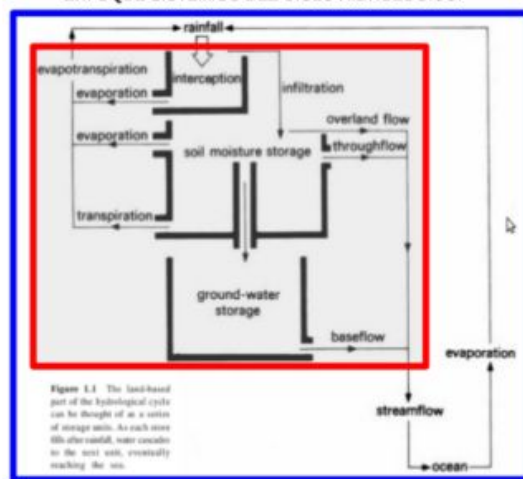 rainfall
evapotranspiration
interception
evaporation
infiltration
overland flow
evaporation
soil moisture storage
throughflow
transpiration
ground-water
storage
baseflow
evaporation
Figure 1.1 The land-based
part of the hydrological cycle
can be thought of as a series
of storage units. As each store
fills after rainfall, water cascades
to the next unit, eventually
reaching the sea.
streamflow
ocean